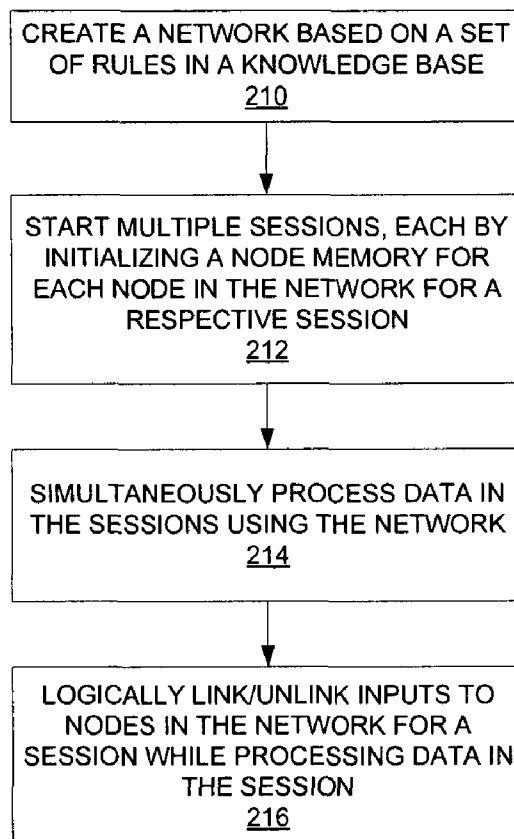 CREATE A NETWORK BASED ON A SET
OF RULES IN A KNOWLEDGE BASE
210
START MULTIPLE SESSIONS, EACH BY
INITIALIZING A NODE MEMORY FOR
EACH NODE IN THE NETWORK FOR A
RESPECTIVE SESSION
212
SIMULTANEOUSLY PROCESS DATA IN
THE SESSIONS USING THE NETWORK
214
LOGICALLY LINK/UNLINK INPUTS TO
NODES IN THE NETWORK FOR A
SESSION WHILE PROCESSING DATA IN
THE SESSION
216